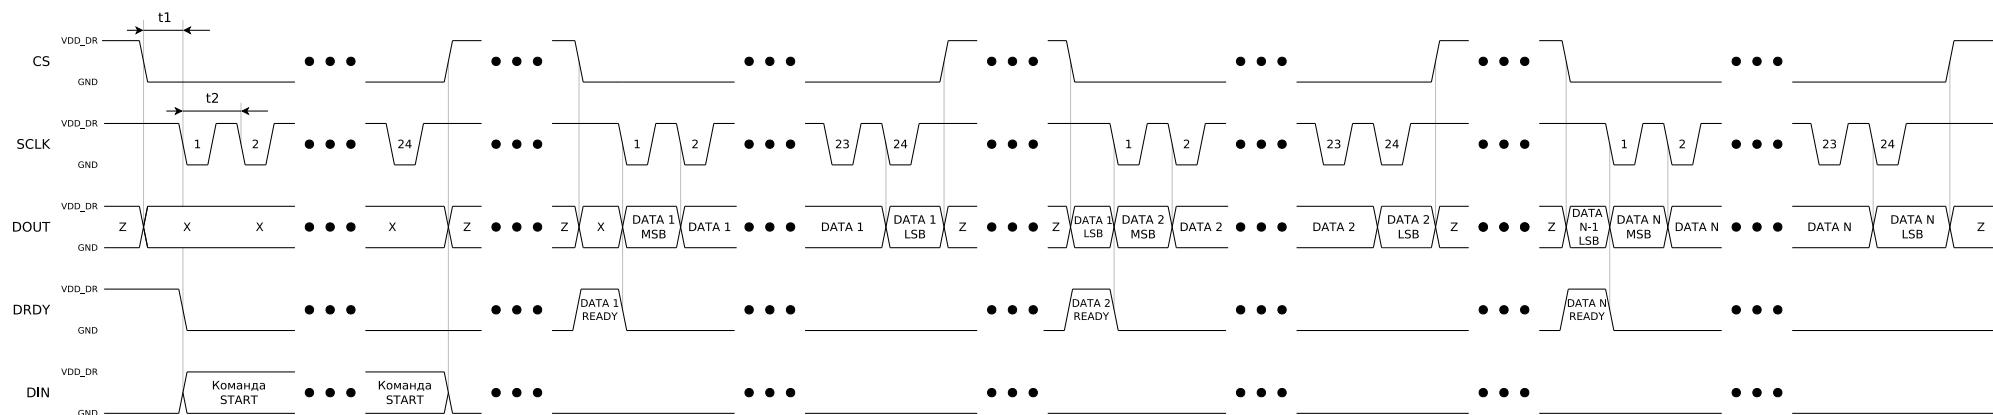 t1
VDD_DR
CS
GND
t2
VDD_DR
SCLK 1 2 24 1 2 23 24 1 2 23 24 1 2 23 24
GND
VDD_DR
DOUT Z X X X Z Z X DATA 1 MSB DATA 1 DATA 1 DATA 1 LSB Z Z DATA 1 LSB DATA 2 MSB DATA 2 DATA 2 DATA 2 LSB Z Z DATA N-1 LSB DATA N MSB DATA N DATA N DATA N LSB Z
GND
VDD_DR
DRDY DATA 1 READY DATA 2 READY DATA N READY
GND
VDD_DR
DIN Команда START Команда START
GND